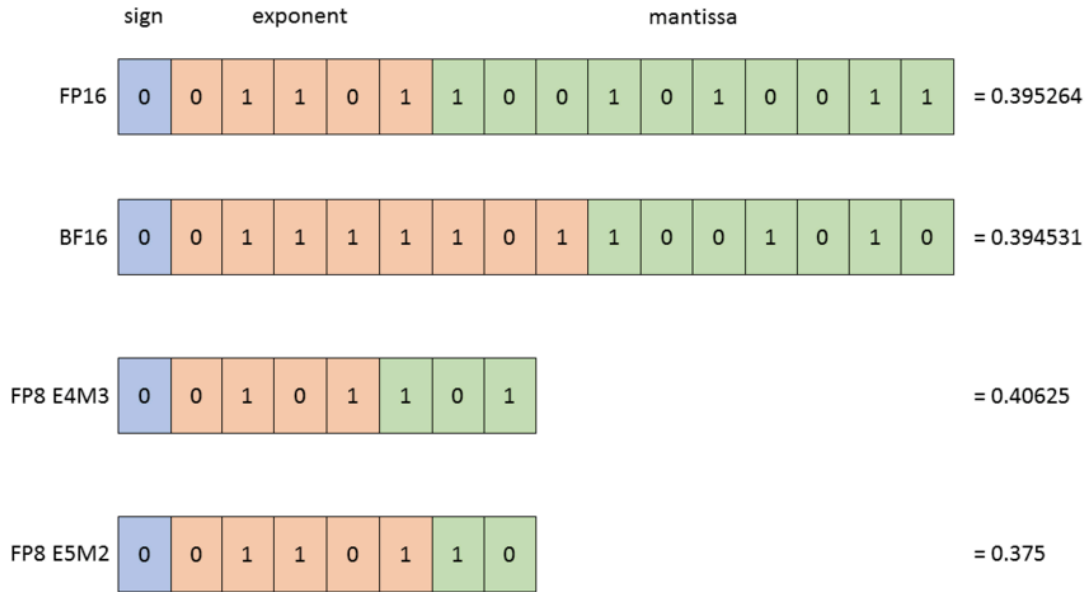 sign exponent mantissa
FP16 0 0 1 1 0 1 1 0 0 1 0 1 0 0 1 1 = 0.395264
BF16 0 0 1 1 1 1 1 0 1 1 0 0 1 0 1 0 = 0.394531
FP8 E4M3 0 0 1 0 1 1 0 1 = 0.40625
FP8 E5M2 0 0 1 1 0 1 1 0 = 0.375